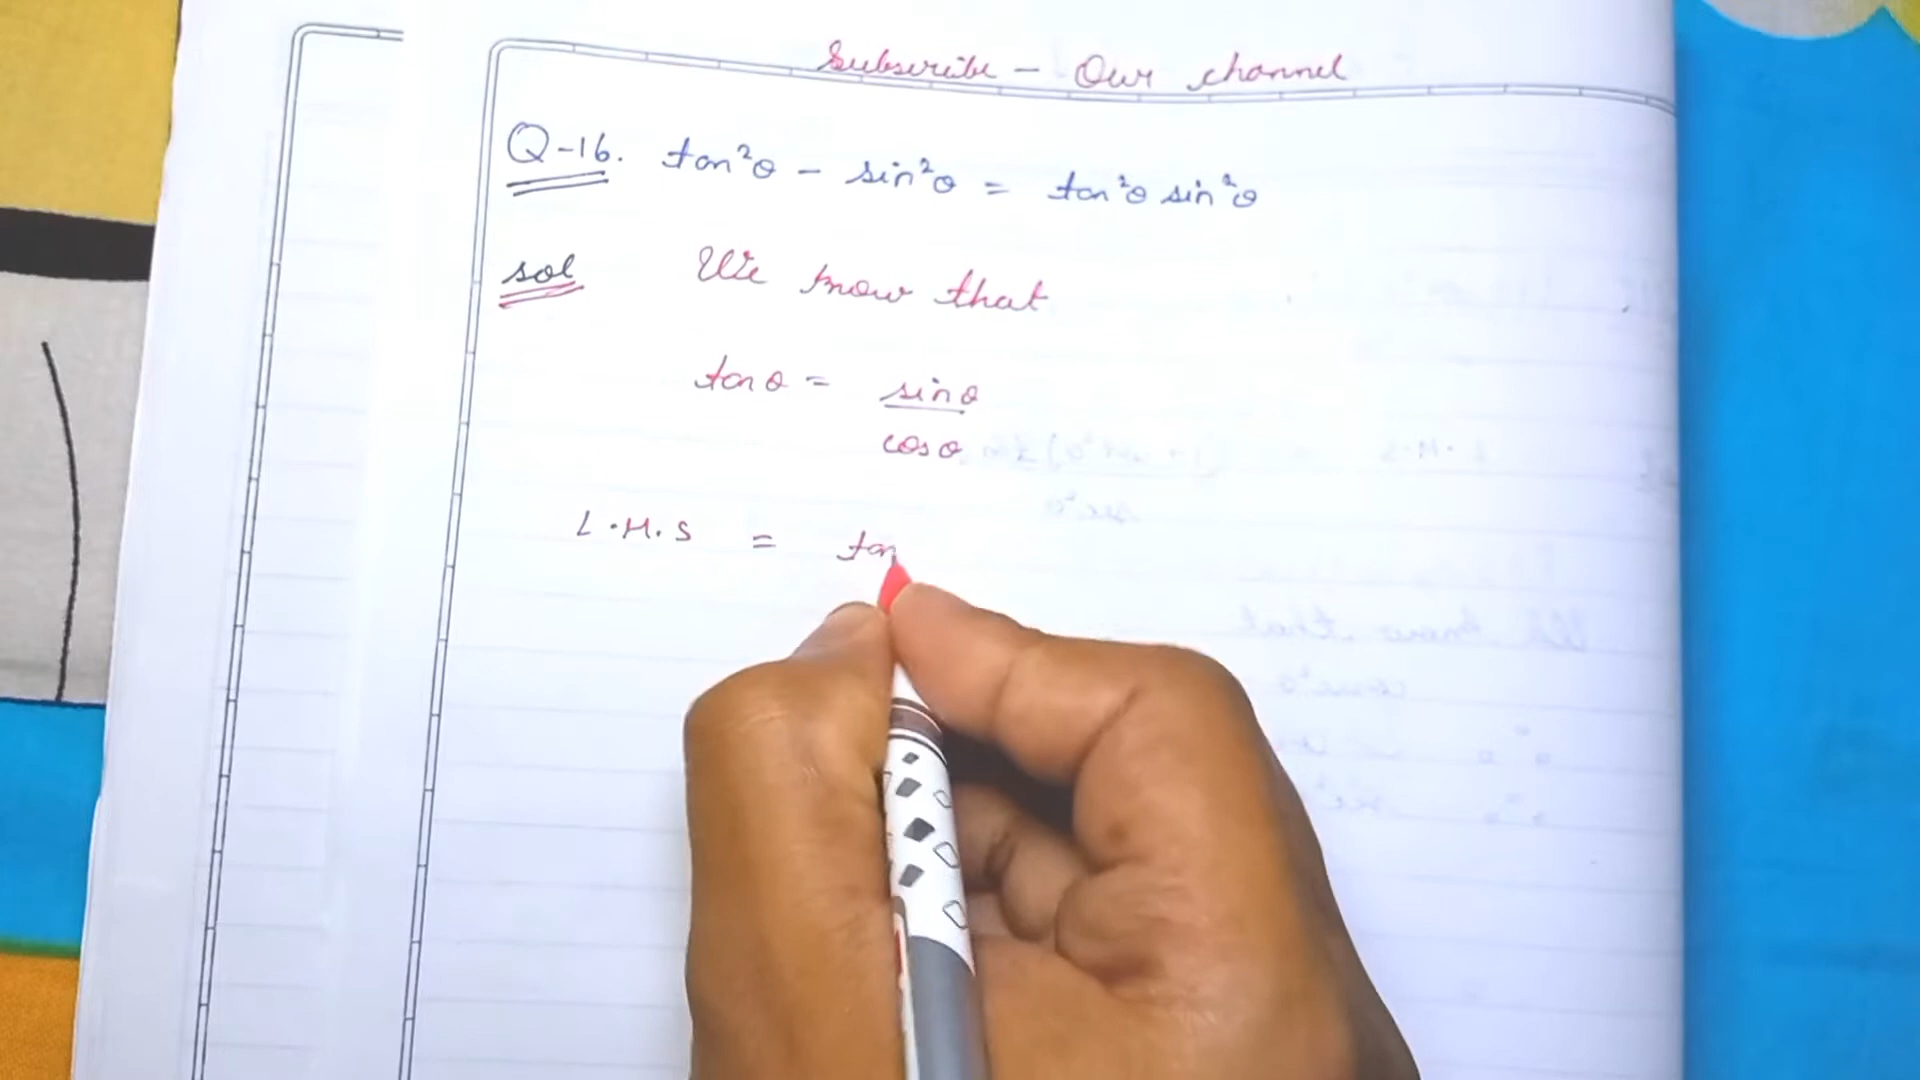 Subscribe - Our channel
Q-16. tan²θ - sin²θ = tan²θ sin²θ
sol We know that
tanθ = sinθ
cosθ
L.H.S = tan